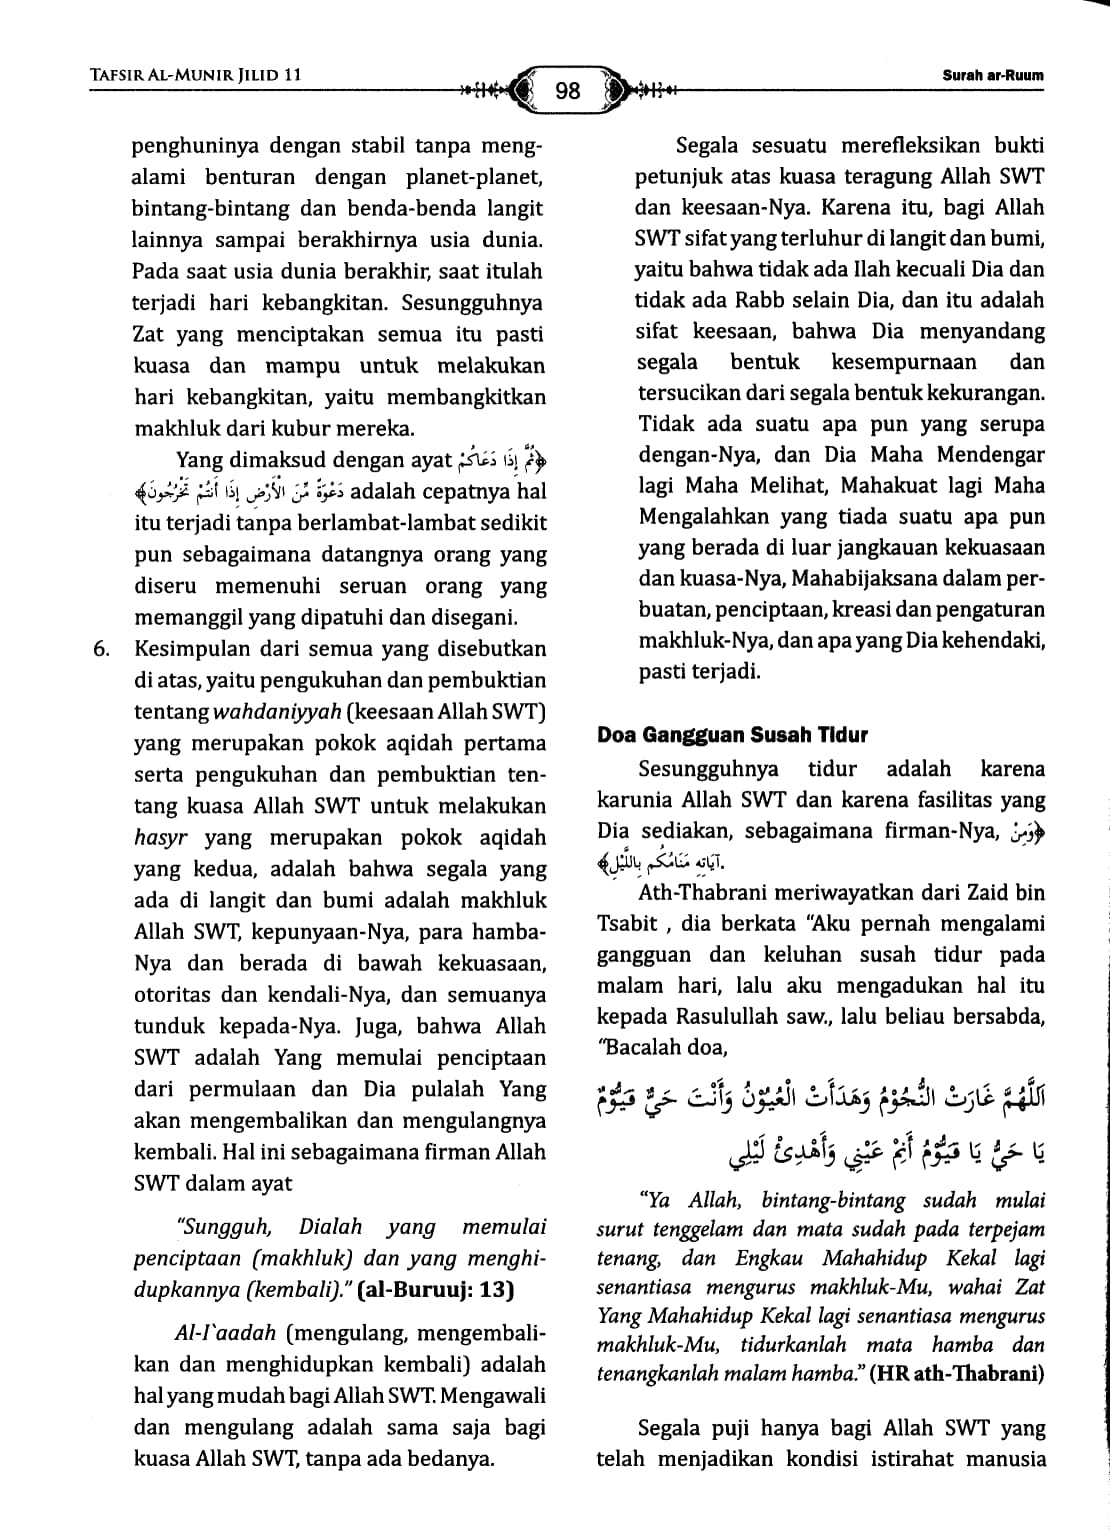 TAFSIR AL-MUNIR JILID 11
98
Surah ar-Ruum
penghuninya dengan stabil tanpa meng-
alami benturan dengan planet-planet,
bintang-bintang dan benda-benda langit
lainnya sampai berakhirnya usia dunia.
Pada saat usia dunia berakhir, saat itulah
terjadi hari kebangkitan. Sesungguhnya
Zat yang menciptakan semua itu pasti
kuasa dan mampu untuk melakukan
hari kebangkitan, yaitu membangkitkan
makhluk dari kubur mereka.
Yang dimaksud dengan ayat ﴿ثُمَّ إِذَا دَعَاكُمْ
دَعْوَةً مِّنَ الْأَرْضِ إِذَا أَنتُمْ تَخْرُجُونَ﴾ adalah cepatnya hal
itu terjadi tanpa berlambat-lambat sedikit
pun sebagaimana datangnya orang yang
diseru memenuhi seruan orang yang
memanggil yang dipatuhi dan disegani.
6. Kesimpulan dari semua yang disebutkan
di atas, yaitu pengukuhan dan pembuktian
tentang wahdaniyyah (keesaan Allah SWT)
yang merupakan pokok aqidah pertama
serta pengukuhan dan pembuktian ten-
tang kuasa Allah SWT untuk melakukan
hasyr yang merupakan pokok aqidah
yang kedua, adalah bahwa segala yang
ada di langit dan bumi adalah makhluk
Allah SWT, kepunyaan-Nya, para hamba-
Nya dan berada di bawah kekuasaan,
otoritas dan kendali-Nya, dan semuanya
tunduk kepada-Nya. Juga, bahwa Allah
SWT adalah Yang memulai penciptaan
dari permulaan dan Dia pulalah Yang
akan mengembalikan dan mengulangnya
kembali. Hal ini sebagaimana firman Allah
SWT dalam ayat
"Sungguh, Dialah yang memulai
penciptaan (makhluk) dan yang menghi-
dupkannya (kembali)." (al-Buruuj: 13)
Al-I`aadah (mengulang, mengembali-
kan dan menghidupkan kembali) adalah
hal yang mudah bagi Allah SWT. Mengawali
dan mengulang adalah sama saja bagi
kuasa Allah SWT, tanpa ada bedanya.
Segala sesuatu merefleksikan bukti
petunjuk atas kuasa teragung Allah SWT
dan keesaan-Nya. Karena itu, bagi Allah
SWT sifat yang terluhur di langit dan bumi,
yaitu bahwa tidak ada Ilah kecuali Dia dan
tidak ada Rabb selain Dia, dan itu adalah
sifat keesaan, bahwa Dia menyandang
segala bentuk kesempurnaan dan
tersucikan dari segala bentuk kekurangan.
Tidak ada suatu apa pun yang serupa
dengan-Nya, dan Dia Maha Mendengar
lagi Maha Melihat, Mahakuat lagi Maha
Mengalahkan yang tiada suatu apa pun
yang berada di luar jangkauan kekuasaan
dan kuasa-Nya, Mahabijaksana dalam per-
buatan, penciptaan, kreasi dan pengaturan
makhluk-Nya, dan apa yang Dia kehendaki,
pasti terjadi.
Doa Gangguan Susah Tidur
Sesungguhnya tidur adalah karena
karunia Allah SWT dan karena fasilitas yang
Dia sediakan, sebagaimana firman-Nya, ﴿وَمِنْ
آيَاتِهِ مَنَامُكُم بِاللَّيْلِ﴾.
Ath-Thabrani meriwayatkan dari Zaid bin
Tsabit , dia berkata "Aku pernah mengalami
gangguan dan keluhan susah tidur pada
malam hari, lalu aku mengadukan hal itu
kepada Rasulullah saw., lalu beliau bersabda,
"Bacalah doa,
اَللَّهُمَّ غَارَتْ النُّجُوْمُ وَهَدَأَتْ الْعُيُوْنُ وَأَنْتَ حَيٌّ قَيُّوْمٌ
يَا حَيُّ يَا قَيُّوْمُ أَنِمْ عَيْنِي وَأَهْدِئْ لَيْلِي
"Ya Allah, bintang-bintang sudah mulai
surut tenggelam dan mata sudah pada terpejam
tenang, dan Engkau Mahahidup Kekal lagi
senantiasa mengurus makhluk-Mu, wahai Zat
Yang Mahahidup Kekal lagi senantiasa mengurus
makhluk-Mu, tidurkanlah mata hamba dan
tenangkanlah malam hamba." (HR ath-Thabrani)
Segala puji hanya bagi Allah SWT yang
telah menjadikan kondisi istirahat manusia